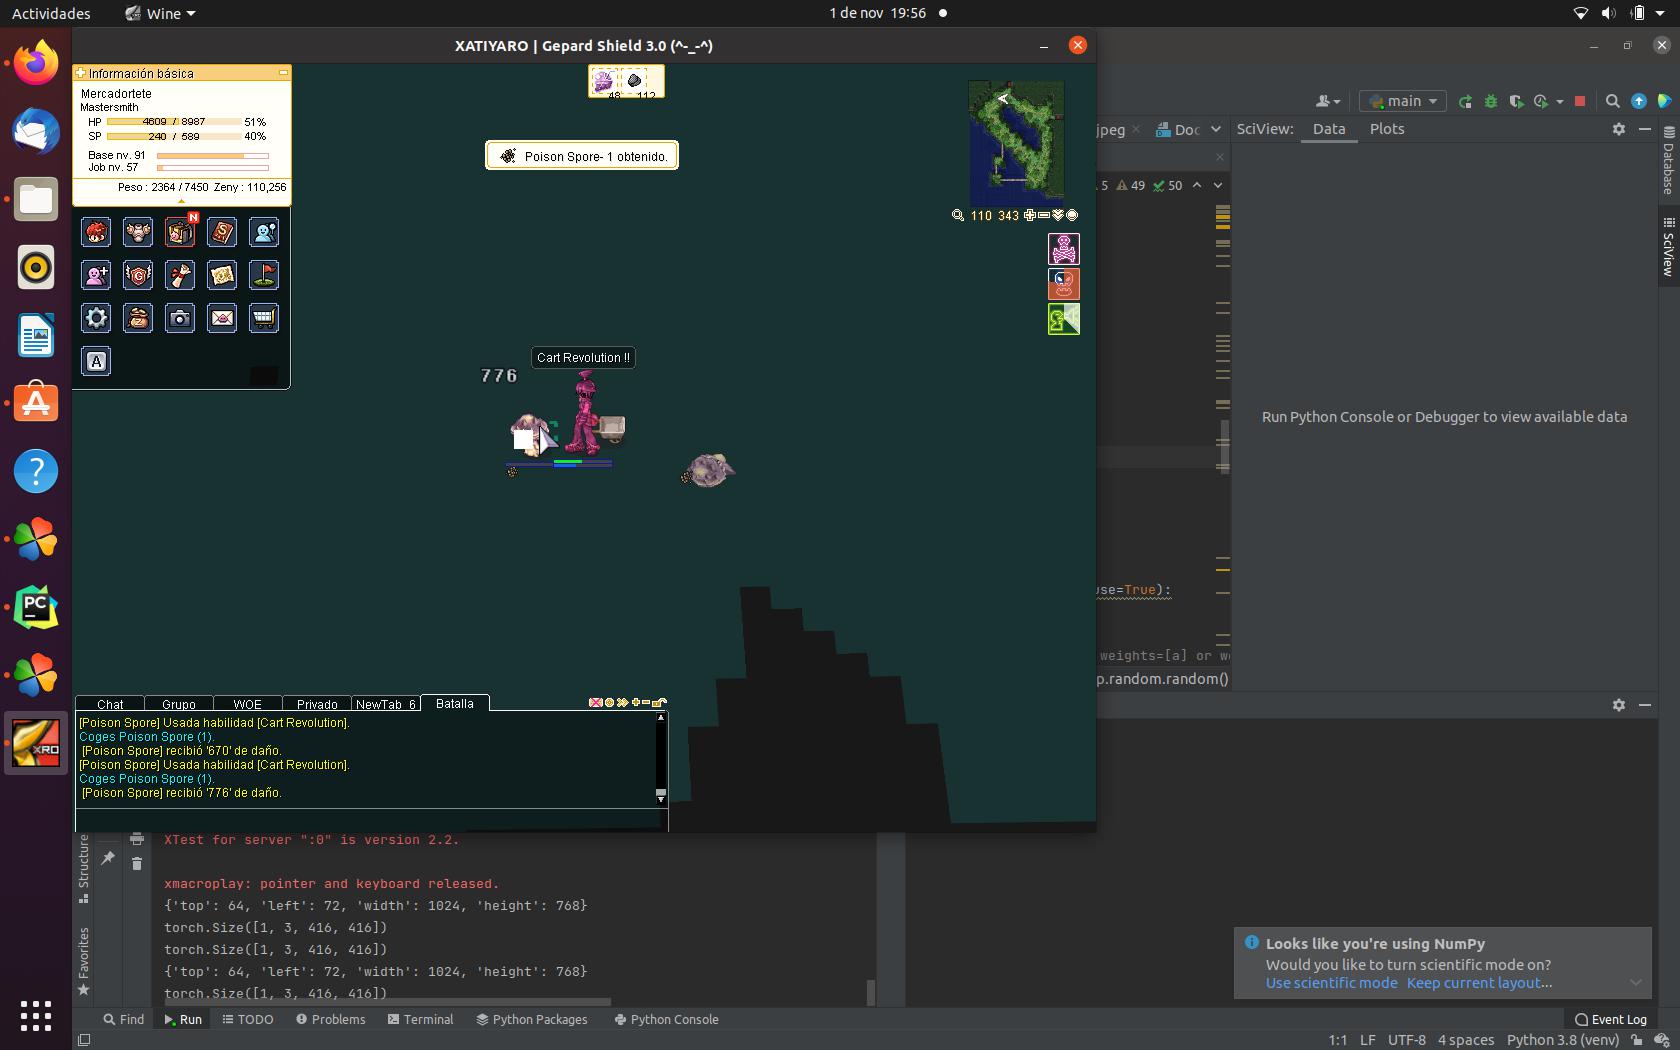 Actividades
Wine
1 de nov 19:56
XATIYARO | Gepard Shield 3.0 (^-_-^)
Información básica
Mercadortete
Mastersmith
HP 4609 / 8987 51%
SP 240 / 589 40%
Base nv. 91
Job nv. 57
Peso : 2364 / 7450 Zeny : 110,256
N
S
G
Z
A
48 112
Poison Spore- 1 obtenido.
110 343
Cart Revolution !!
776
Chat Grupo WOE Privado NewTab_6 Batalla
[Poison Spore] Usada habilidad [Cart Revolution].
Coges Poison Spore (1).
[Poison Spore] recibió '670' de daño.
[Poison Spore] Usada habilidad [Cart Revolution].
Coges Poison Spore (1).
[Poison Spore] recibió '776' de daño.
PC
XRO
main
jpeg Doc
SciView: Data Plots
5 49 50
Database
SciView
Run Python Console or Debugger to view available data
use=True):
weights=[a] or we
p.random.random()
Structure
Favorites
XTest for server ":0" is version 2.2.
xmacroplay: pointer and keyboard released.
{'top': 64, 'left': 72, 'width': 1024, 'height': 768}
torch.Size([1, 3, 416, 416])
torch.Size([1, 3, 416, 416])
{'top': 64, 'left': 72, 'width': 1024, 'height': 768}
torch.Size([1, 3, 416, 416])
Looks like you're using NumPy
Would you like to turn scientific mode on?
Use scientific mode Keep current layout...
Find Run TODO Problems Terminal Python Packages Python Console
Event Log
1:1 LF UTF-8 4 spaces Python 3.8 (venv)